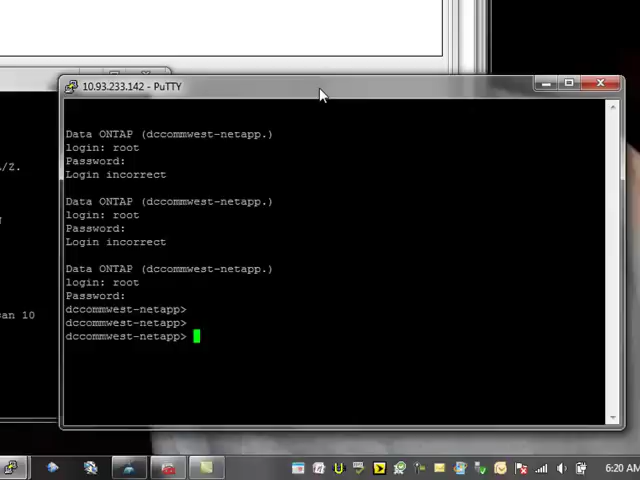 10.93.233.142 - PuTTY
Data ONTAP (dccommwest-netapp.)
login: root
Password:
Login incorrect
Data ONTAP (dccommwest-netapp.)
login: root
Password:
Login incorrect
Data ONTAP (dccommwest-netapp.)
login: root
Password:
dccommwest-netapp>
dccommwest-netapp>
dccommwest-netapp>
/Z.
an 10
6:20 AM